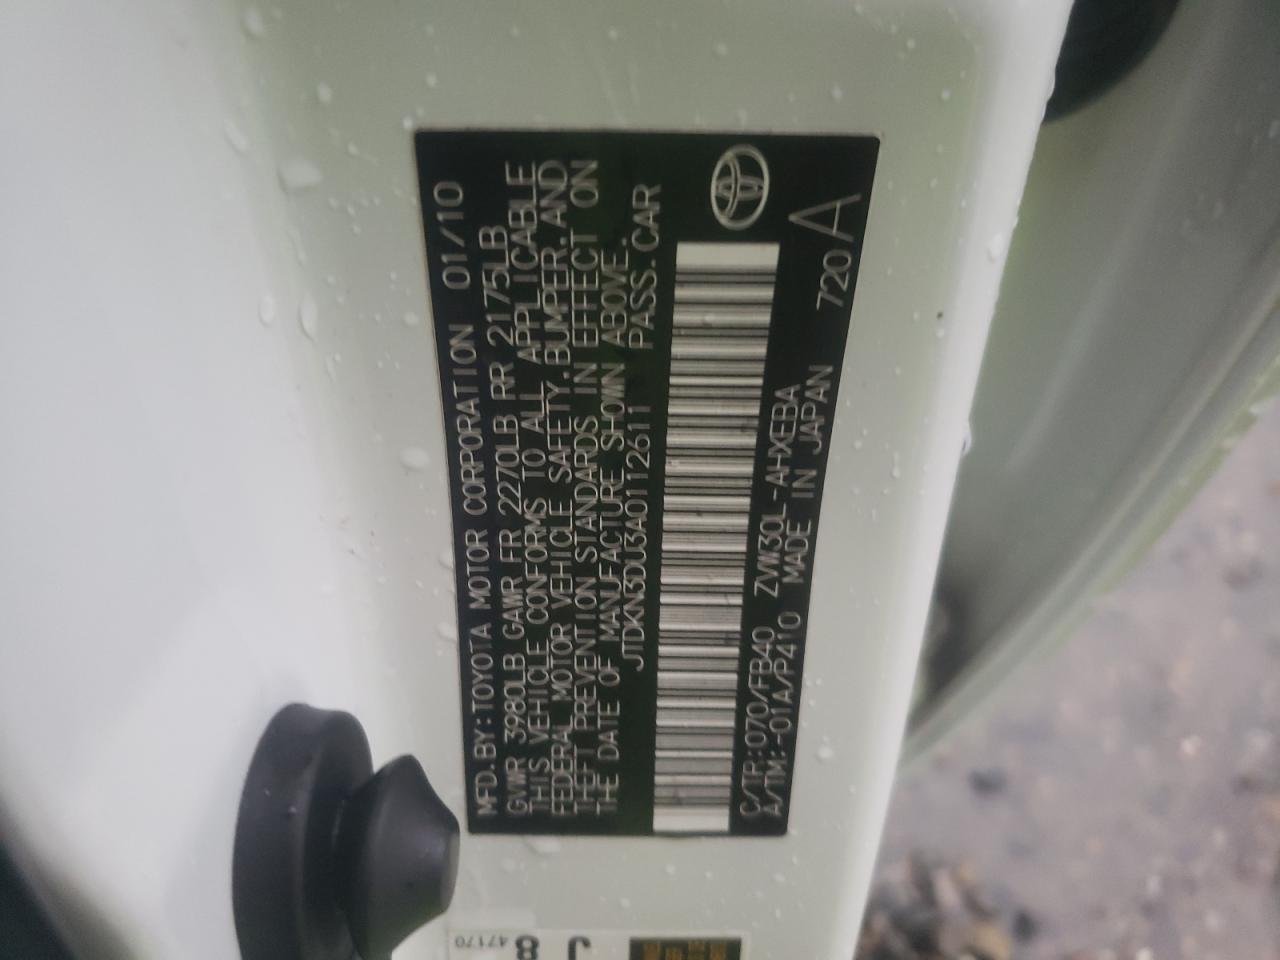 MFD.BY:TOYOTA MOTOR CORPORATION 01/10
GVWR 3980LB GAWR FR 2270LB RR 2175LB
THIS VEHICLE CONFORMS TO ALL APPLICABLE
FEDERAL MOTOR VEHICLE SAFETY,BUMPER,AND
THEFT PREVENTION STANDARDS IN EFFECT ON
THE DATE OF MANUFACTURE SHOWN ABOVE.
JTDKN3DU3A0112611 PASS.CAR
C/TR:070/FB40 ZVW30L-AHXEBA
A/TM:-01A/P410 MADE IN JAPAN 720 A
J8
47170